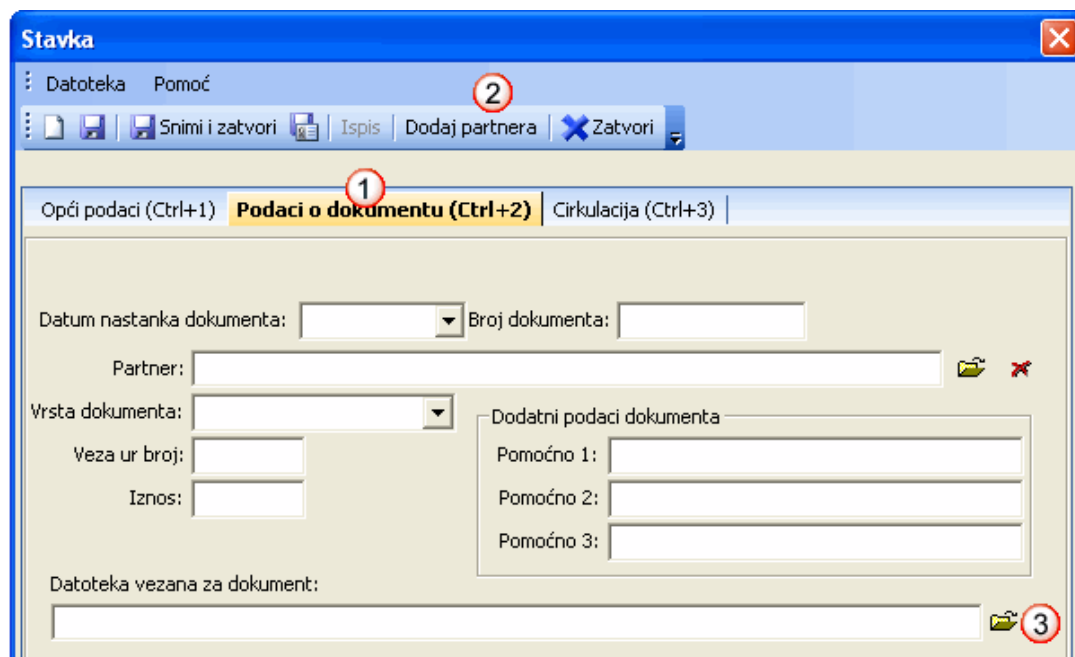 Stavka
Datoteka Pomoć
2
Snimi i zatvori Ispis Dodaj partnera Zatvori
1
Opći podaci (Ctrl+1) Podaci o dokumentu (Ctrl+2) Cirkulacija (Ctrl+3)
Datum nastanka dokumenta: Broj dokumenta:
Partner:
Vrsta dokumenta: Dodatni podaci dokumenta
Veza ur broj: Pomoćno 1:
Iznos: Pomoćno 2:
Pomoćno 3:
Datoteka vezana za dokument:
3